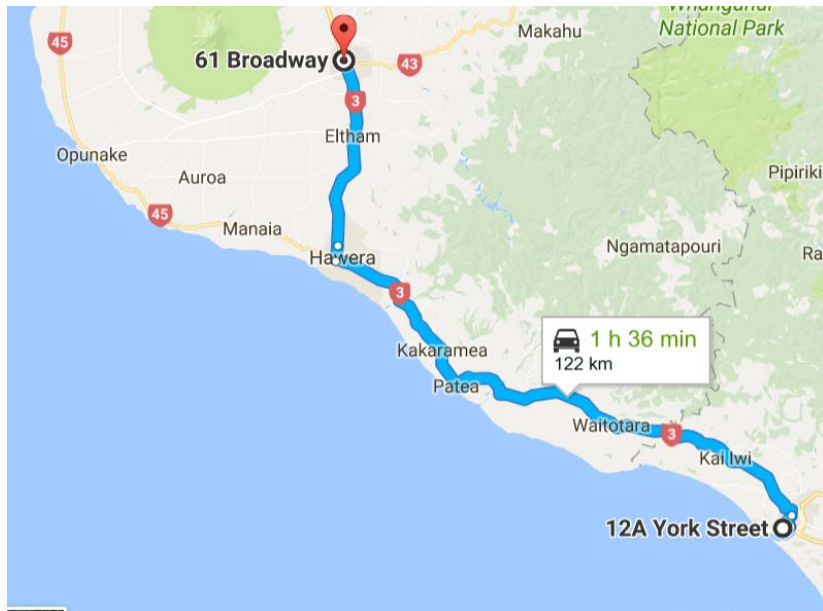 Whanganui
National Park
Makahu
45
61 Broadway
43
3
Eltham
Opunake
Auroa
Pipiriki
45
Manaia
Ngamatapouri
Ra
Hawera
3
1 h 36 min
122 km
Kakaramea
Patea
Waitotara
3
Kai Iwi
12A York Street